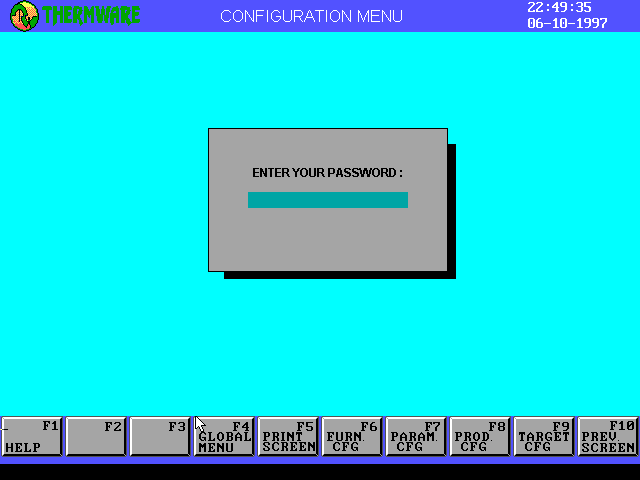 THERMWARE
CONFIGURATION MENU
22:49:35
06-10-1997
ENTER YOUR PASSWORD :
F1
HELP
F2
F3
F4
GLOBAL
MENU
F5
PRINT
SCREEN
F6
FURN.
CFG
F7
PARAM.
CFG
F8
PROD.
CFG
F9
TARGET
CFG
F10
PREV.
SCREEN